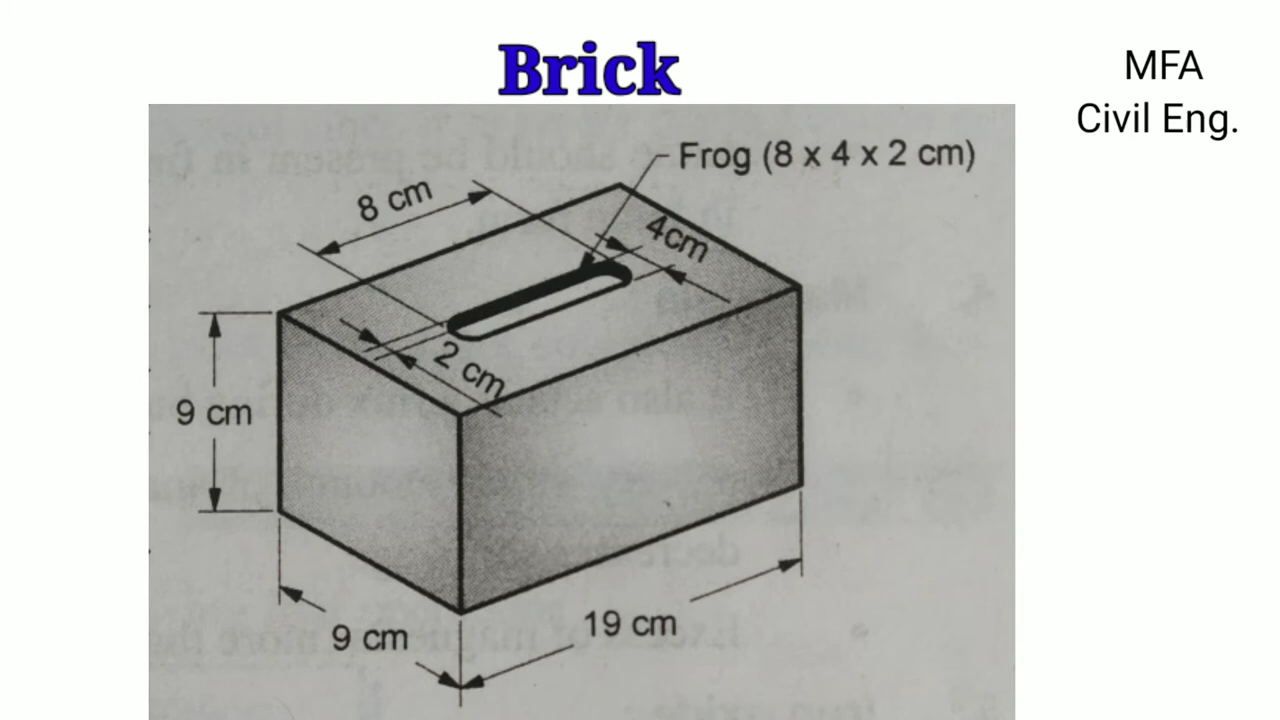 Brick
MFA
Civil Eng.
Frog (8 x 4 x 2 cm)
8 cm
4cm
2 cm
9 cm
9 cm
19 cm